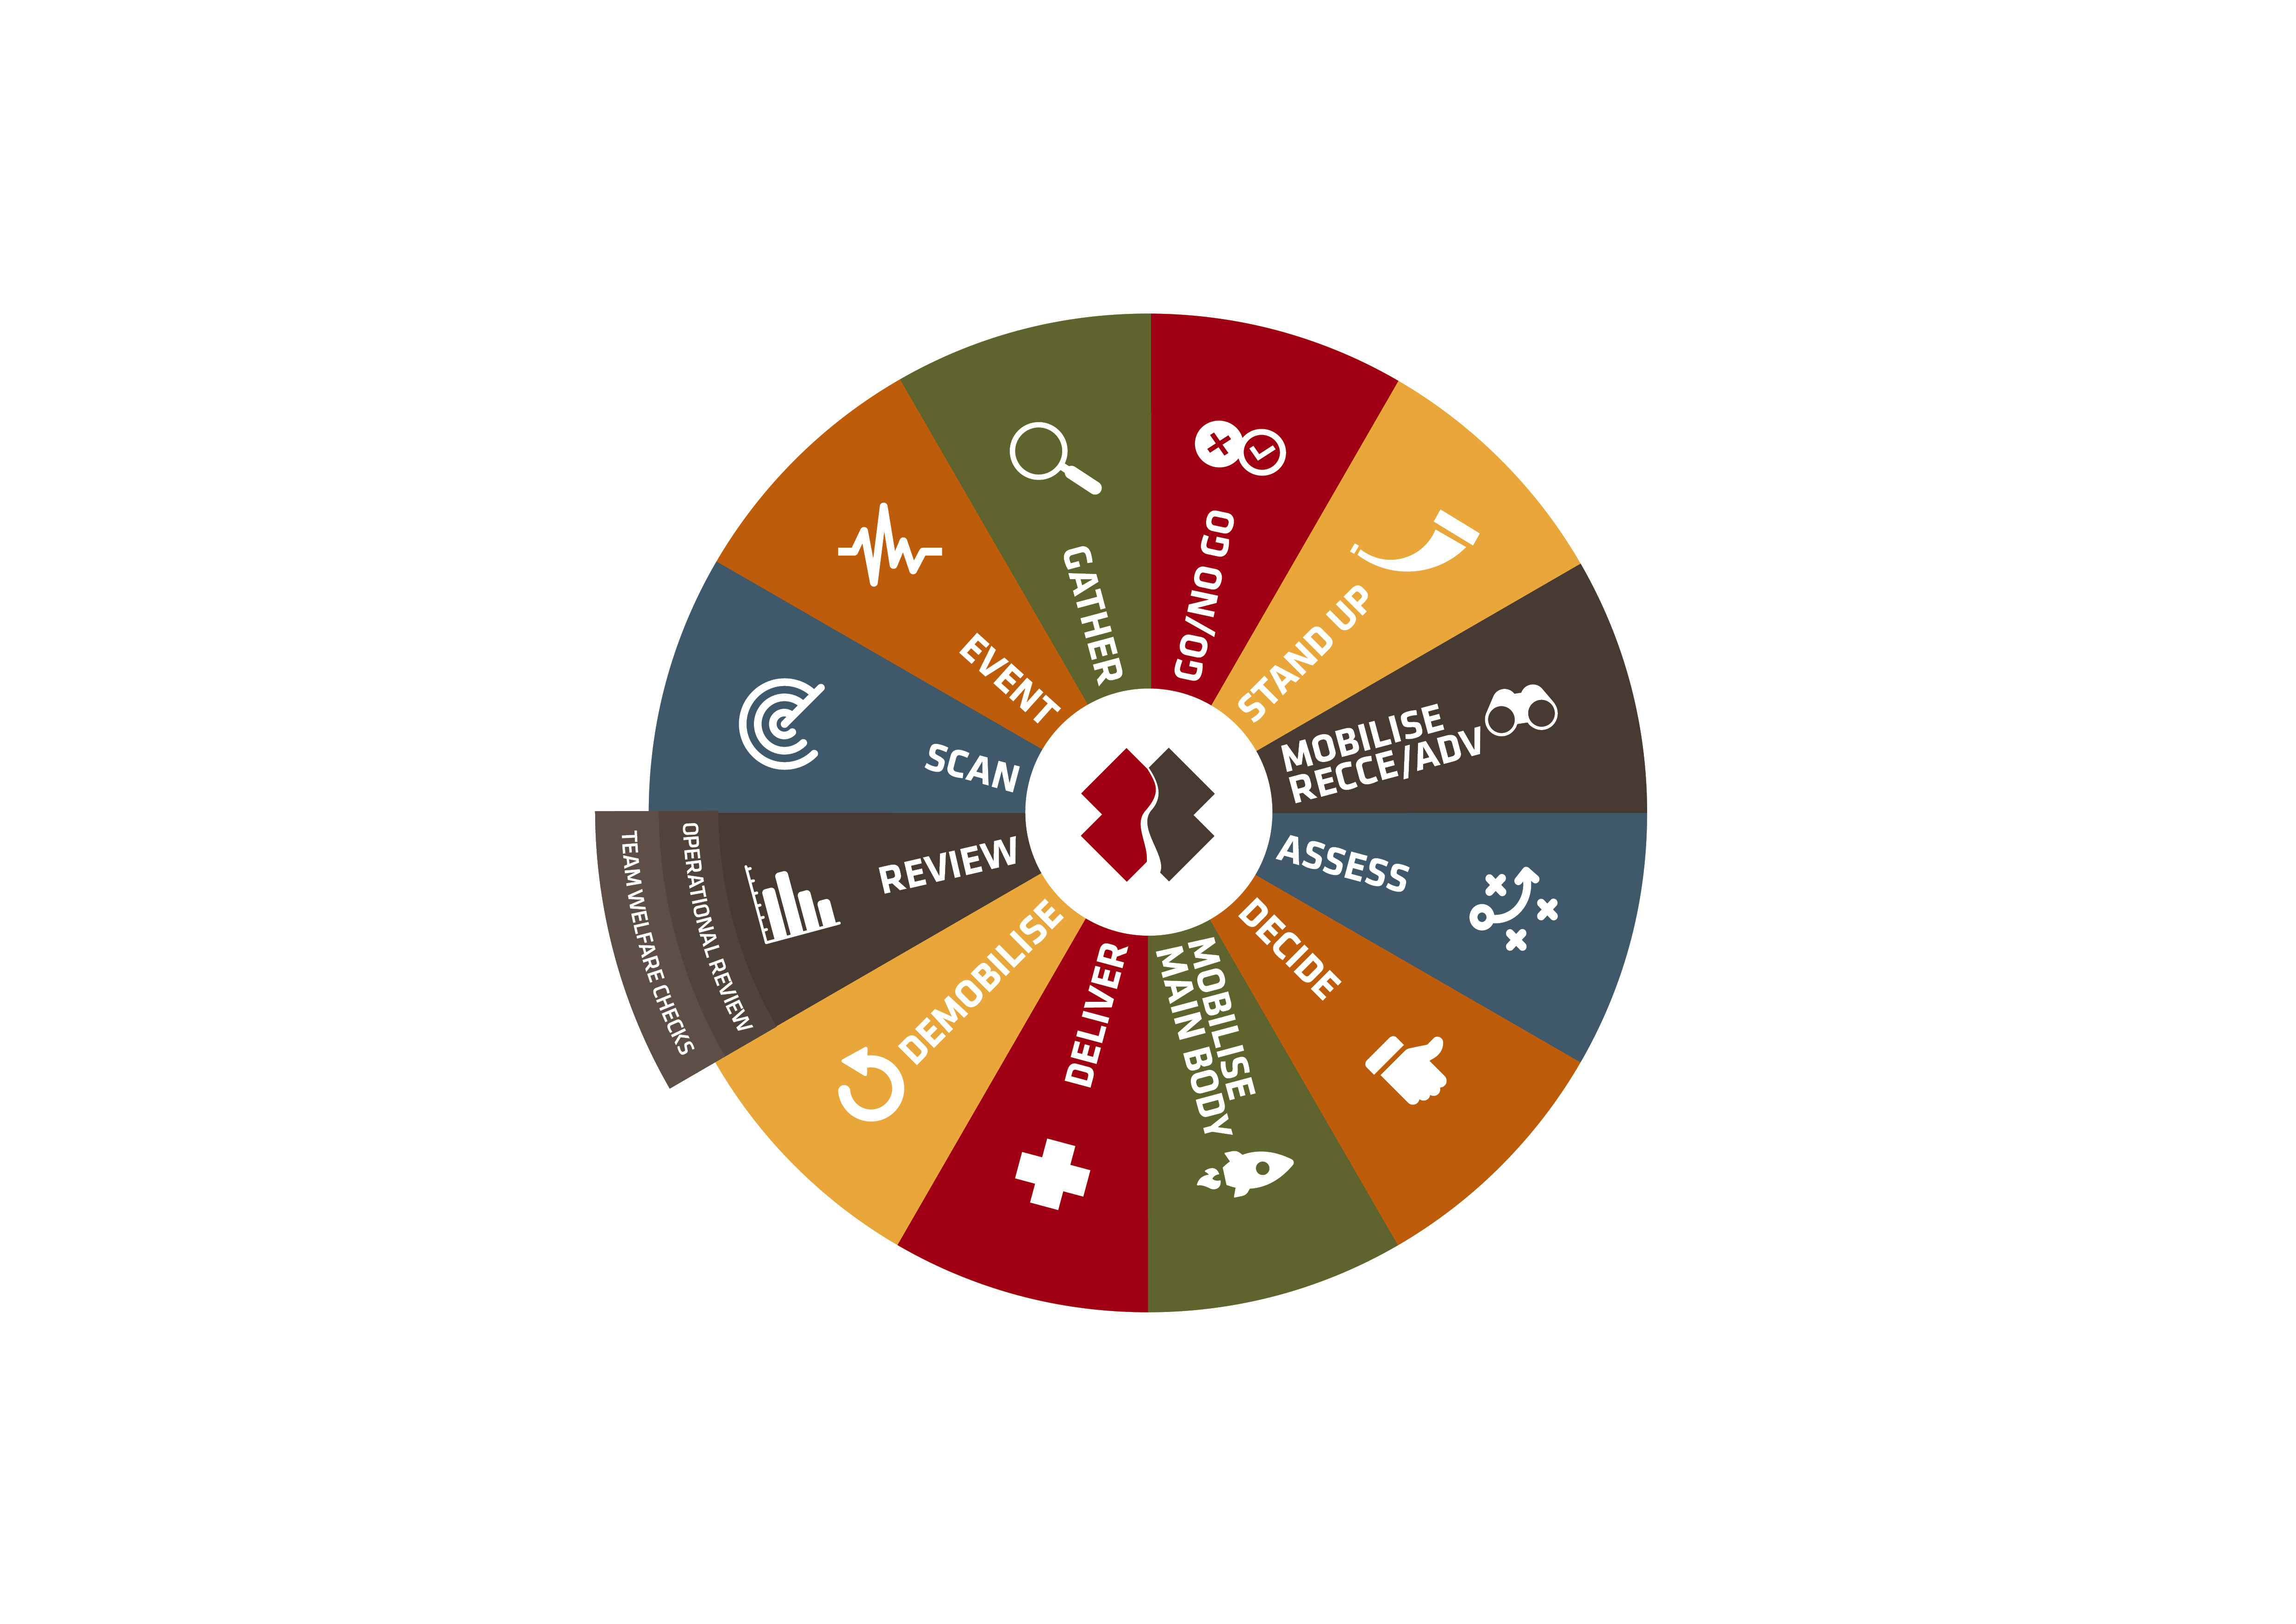 SCAN
EVENT
GATHER
GO/NO GO
STAND UP
MOBILISE
RECCE/ADV
ASSESS
DECIDE
MOBILISE
MAIN BODY
DELIVER
DEMOBILISE
REVIEW
OPERATIONAL REVIEW
TEAM WELFARE CHECKS